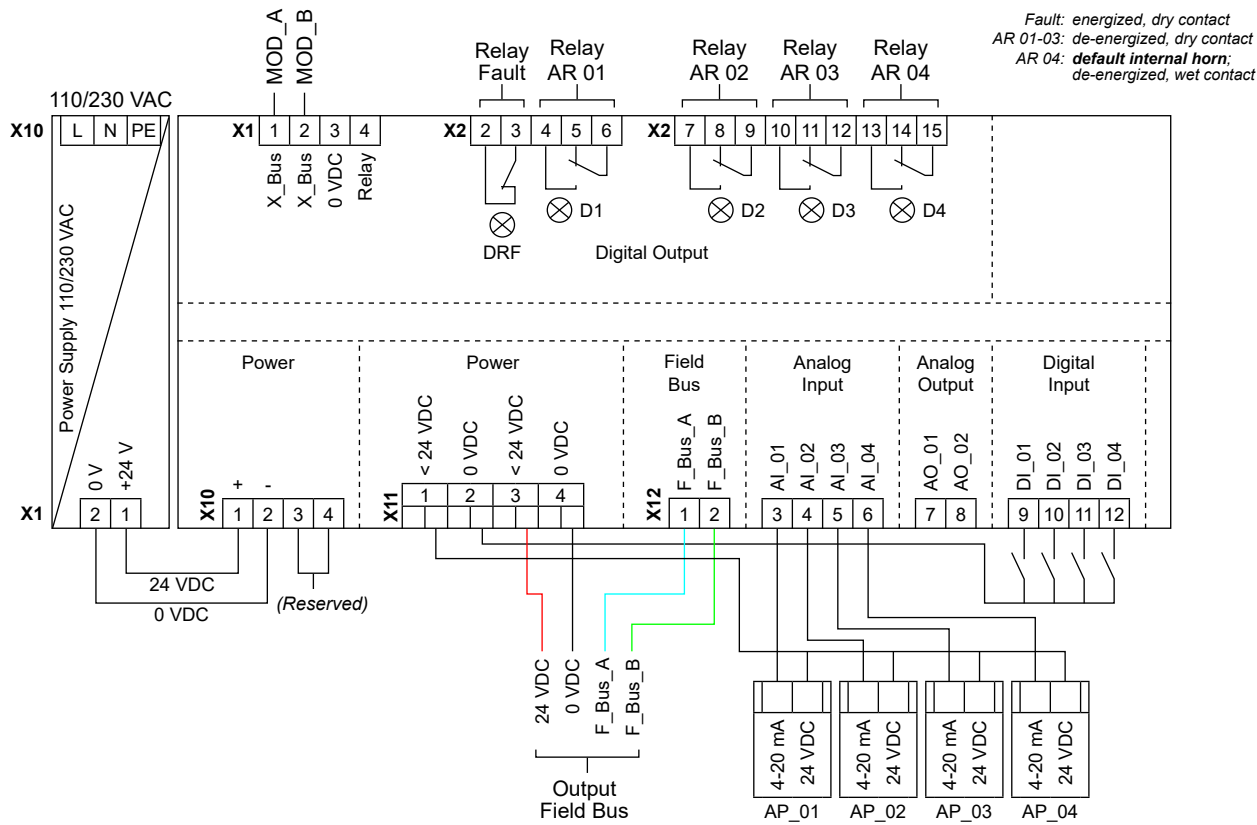 Fault: energized, dry contact
AR 01-03: de-energized, dry contact
AR 04: default internal horn;
de-energized, wet contact
MOD_A
MOD_B
Relay
Fault
Relay
AR 01
Relay
AR 02
Relay
AR 03
Relay
AR 04
110/230 VAC
X10 L N PE
X1 1 2 3 4
X2 2 3 4 5 6
X2 7 8 9 10 11 12 13 14 15
X_Bus
X_Bus
0 VDC
Relay
DRF
D1
D2
D3
D4
Digital Output
Power Supply 110/230 VAC
Power
Power
Field
Bus
Analog
Input
Analog
Output
Digital
Input
0 V
+24 V
+
-
< 24 VDC
0 VDC
< 24 VDC
0 VDC
F_Bus_A
F_Bus_B
AI_01
AI_02
AI_03
AI_04
AO_01
AO_02
DI_01
DI_02
DI_03
DI_04
X1 2 1
X10 1 2 3 4
X11 1 2 3 4
X12 1 2 3 4 5 6 7 8 9 10 11 12
24 VDC
0 VDC
(Reserved)
24 VDC
0 VDC
F_Bus_A
F_Bus_B
Output
Field Bus
4-20 mA
24 VDC
4-20 mA
24 VDC
4-20 mA
24 VDC
4-20 mA
24 VDC
AP_01
AP_02
AP_03
AP_04